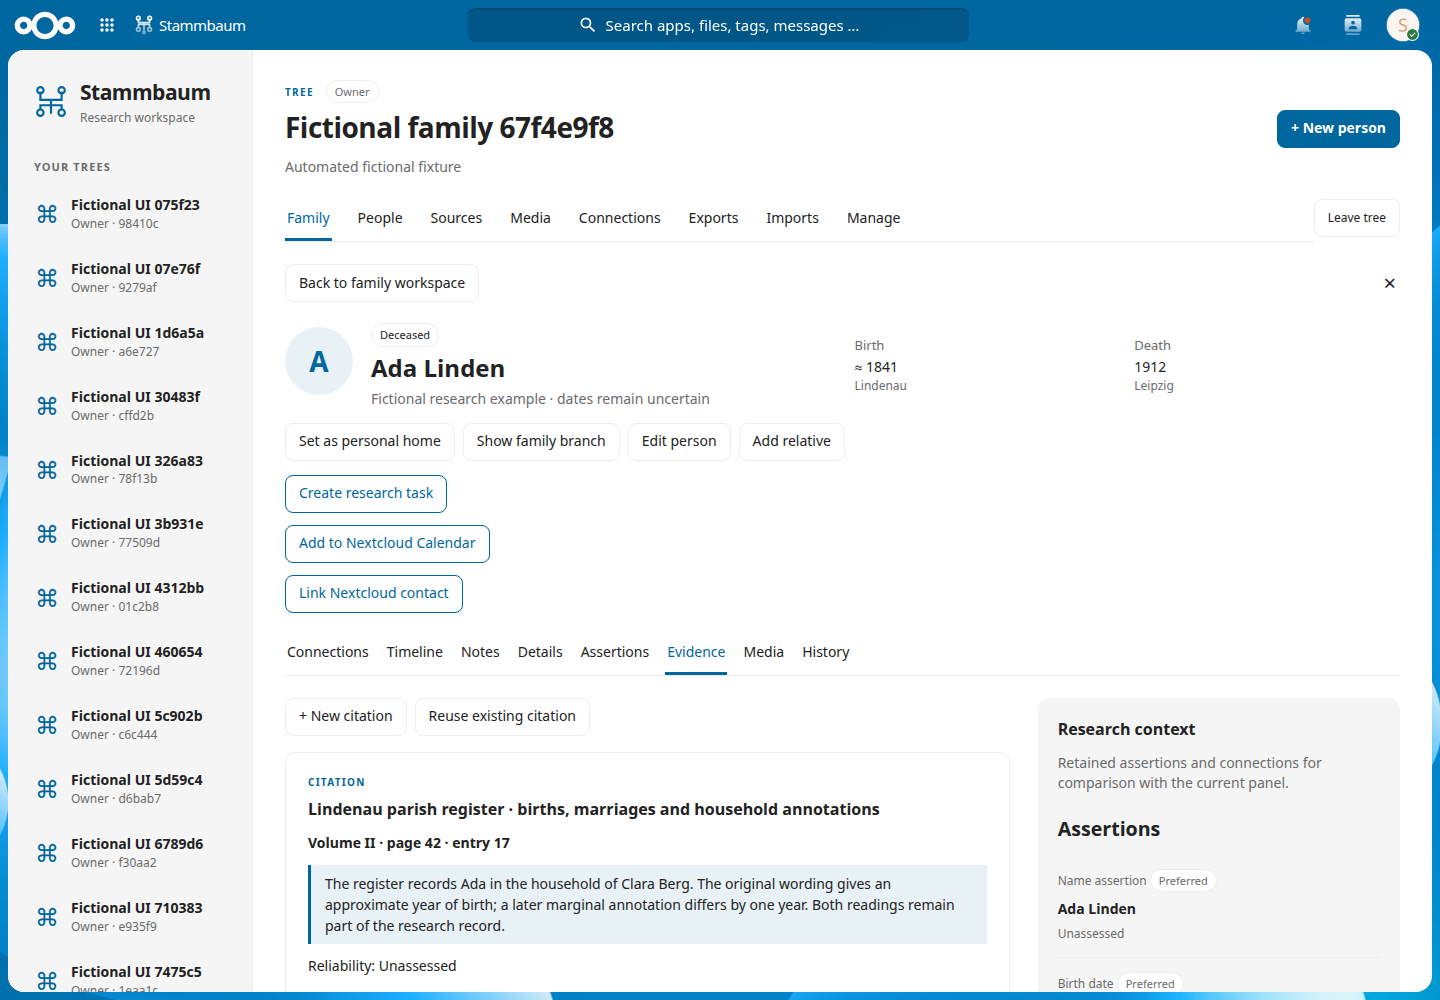 Stammbaum
Search apps, files, tags, messages ...
S
Stammbaum
Research workspace
YOUR TREES
Fictional UI 075f23
Owner · 98410c
Fictional UI 07e76f
Owner · 9279af
Fictional UI 1d6a5a
Owner · a6e727
Fictional UI 30483f
Owner · cffd2b
Fictional UI 326a83
Owner · 78f13b
Fictional UI 3b931e
Owner · 77509d
Fictional UI 4312bb
Owner · 01c2b8
Fictional UI 460654
Owner · 72196d
Fictional UI 5c902b
Owner · c6c444
Fictional UI 5d59c4
Owner · d6bab7
Fictional UI 6789d6
Owner · f30aa2
Fictional UI 710383
Owner · e935f9
Fictional UI 7475c5
Owner · 1eaa1c
TREE Owner
Fictional family 67f4e9f8
+ New person
Automated fictional fixture
Family People Sources Media Connections Exports Imports Manage Leave tree
Back to family workspace ✕
A
Deceased
Ada Linden
Fictional research example · dates remain uncertain
Birth
≈ 1841
Lindenau
Death
1912
Leipzig
Set as personal home Show family branch Edit person Add relative
Create research task
Add to Nextcloud Calendar
Link Nextcloud contact
Connections Timeline Notes Details Assertions Evidence Media History
+ New citation Reuse existing citation
CITATION
Lindenau parish register · births, marriages and household annotations
Volume II · page 42 · entry 17
The register records Ada in the household of Clara Berg. The original wording gives an
approximate year of birth; a later marginal annotation differs by one year. Both readings remain
part of the research record.
Reliability: Unassessed
Research context
Retained assertions and connections for
comparison with the current panel.
Assertions
Name assertion Preferred
Ada Linden
Unassessed
Birth date Preferred